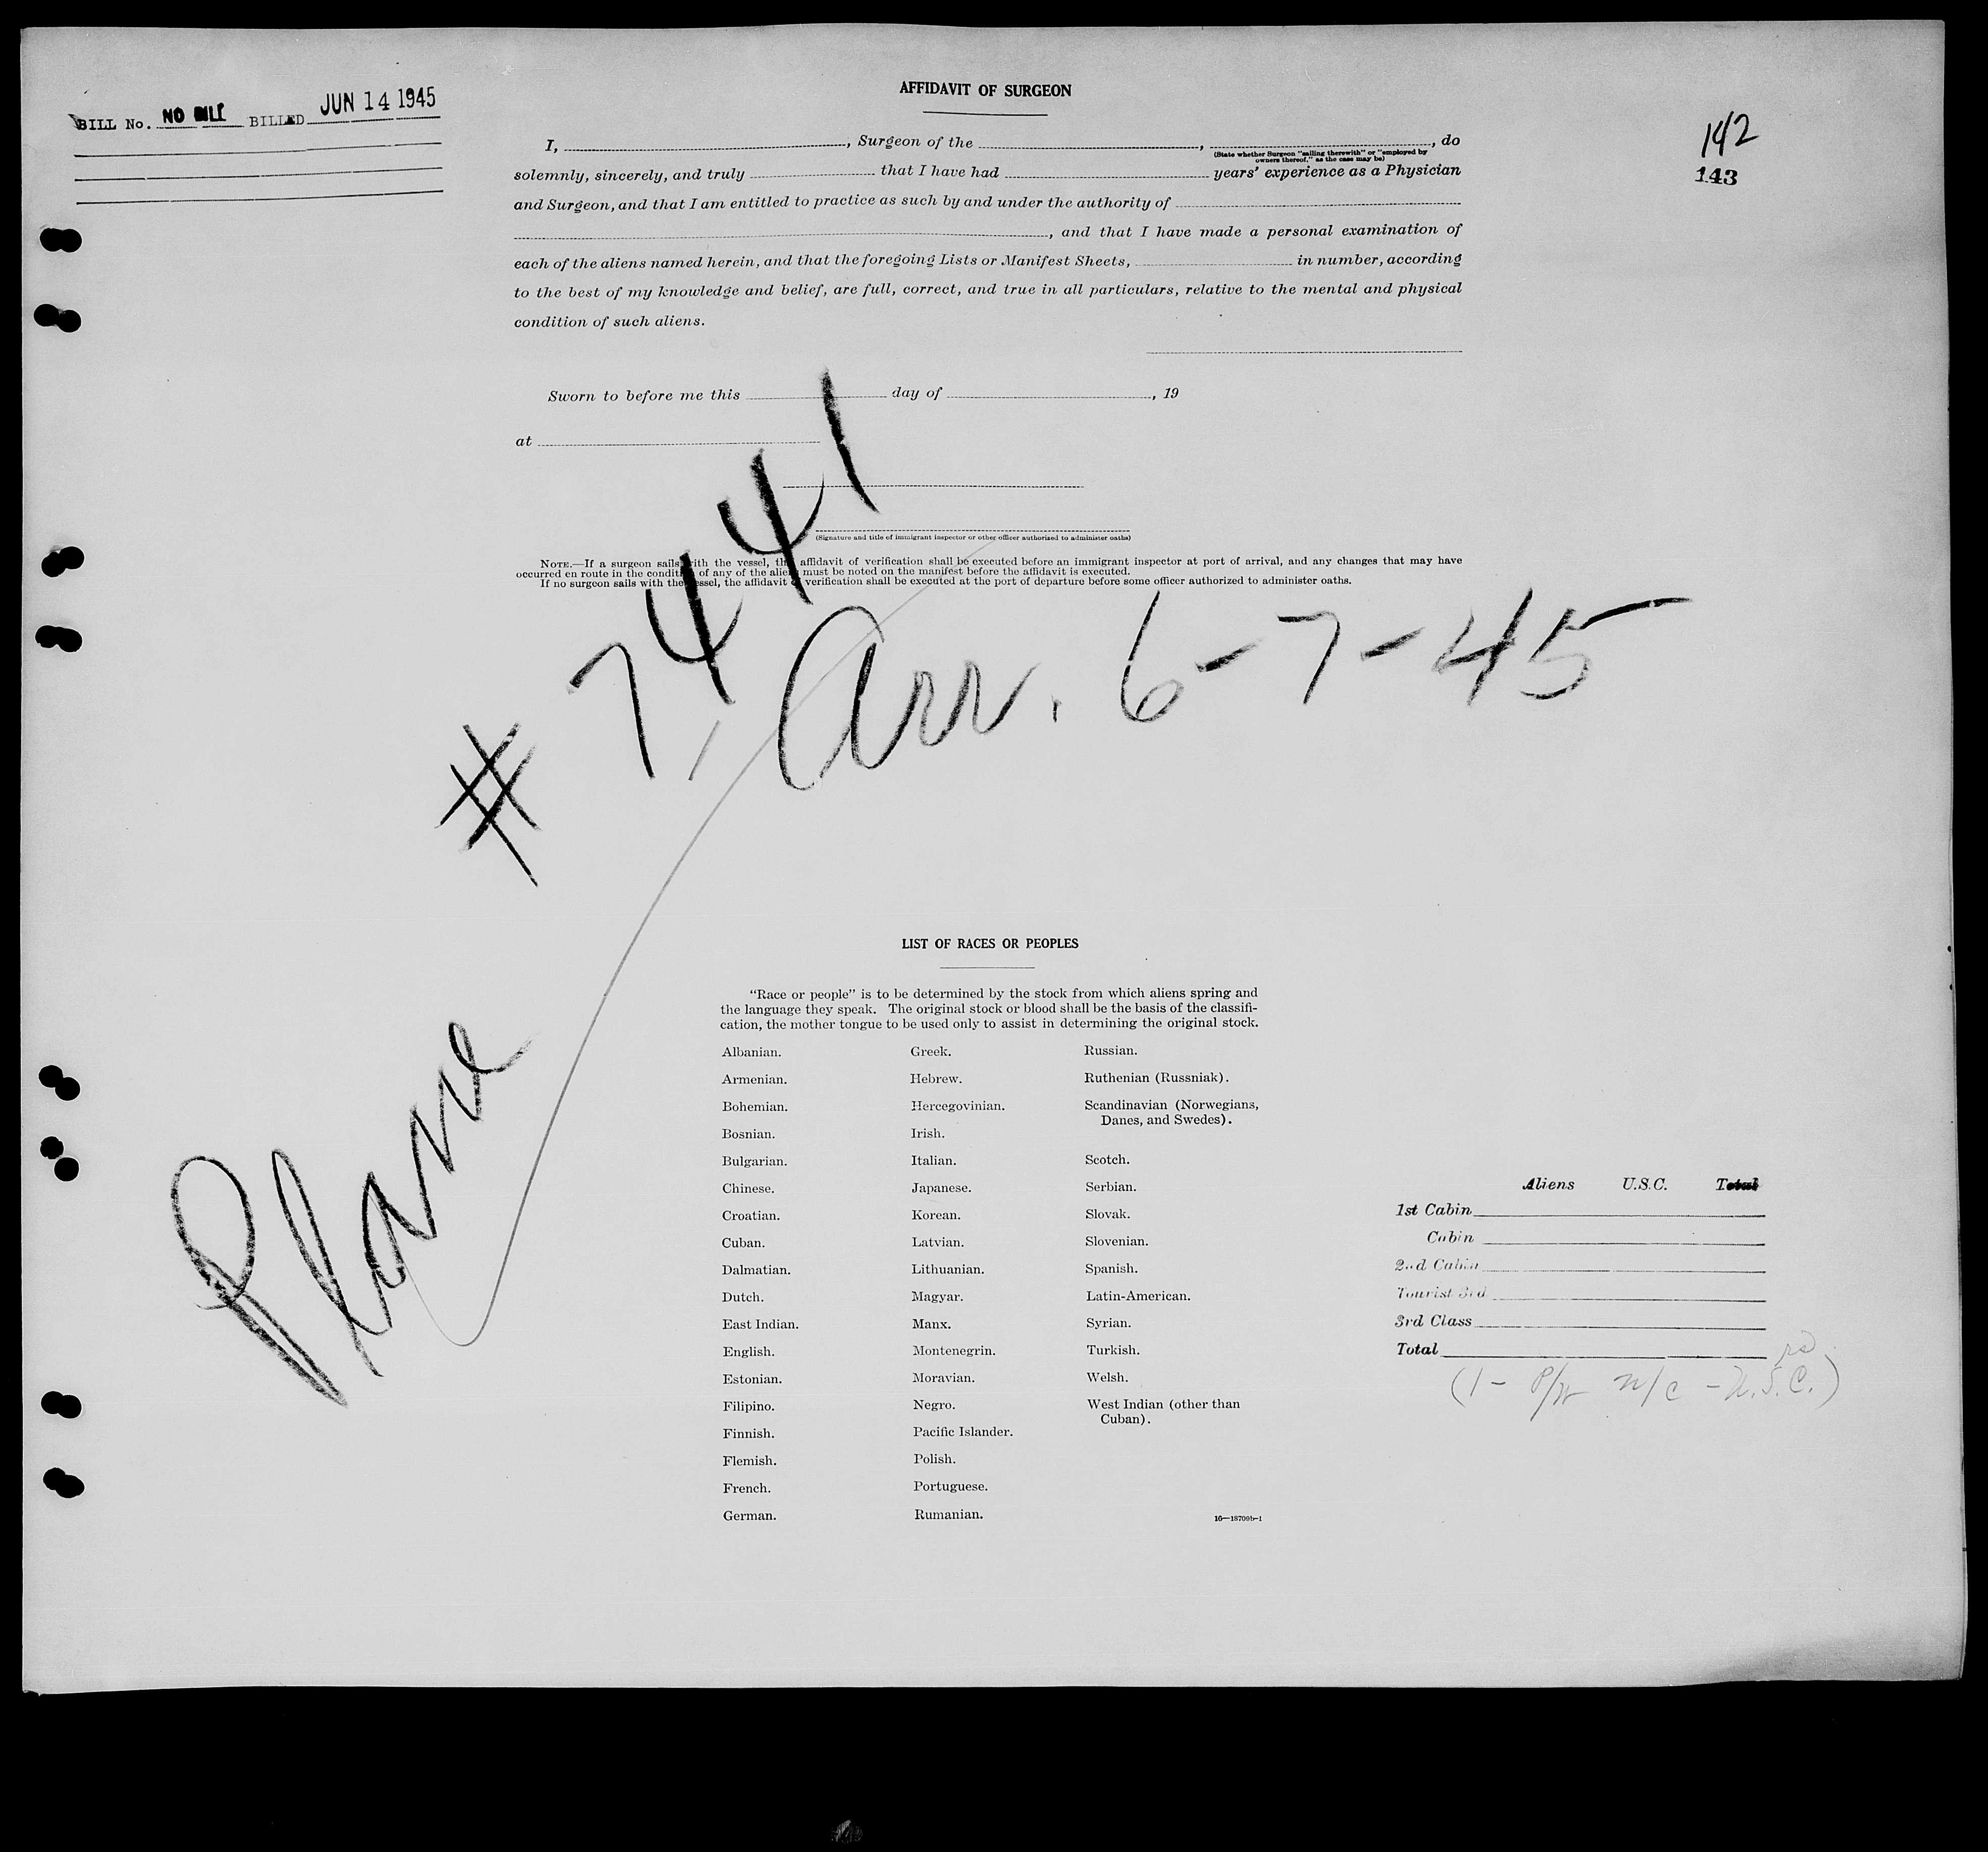 BILL No. NO BILL BILLED JUN 14 1945
AFFIDAVIT OF SURGEON
142
143
I, , Surgeon of the , , do
(State whether Surgeon "sailing therewith" or "employed by
owners thereof," as the case may be)
solemnly, sincerely, and truly that I have had years' experience as a Physician
and Surgeon, and that I am entitled to practice as such by and under the authority of
, and that I have made a personal examination of
each of the aliens named herein, and that the foregoing Lists or Manifest Sheets, in number, according
to the best of my knowledge and belief, are full, correct, and true in all particulars, relative to the mental and physical
condition of such aliens.
Sworn to before me this day of , 19
at
(Signature and title of immigrant inspector or other officer authorized to administer oaths)
NOTE.—If a surgeon sails with the vessel, the affidavit of verification shall be executed before an immigrant inspector at port of arrival, and any changes that may have
occurred en route in the condition of any of the aliens must be noted on the manifest before the affidavit is executed.
If no surgeon sails with the vessel, the affidavit of verification shall be executed at the port of departure before some officer authorized to administer oaths.
Plane # 7441
Arr. 6-7-45
LIST OF RACES OR PEOPLES
"Race or people" is to be determined by the stock from which aliens spring and
the language they speak. The original stock or blood shall be the basis of the classifi-
cation, the mother tongue to be used only to assist in determining the original stock.
Albanian.
Armenian.
Bohemian.
Bosnian.
Bulgarian.
Chinese.
Croatian.
Cuban.
Dalmatian.
Dutch.
East Indian.
English.
Estonian.
Filipino.
Finnish.
Flemish.
French.
German.
Greek.
Hebrew.
Hercegovinian.
Irish.
Italian.
Japanese.
Korean.
Latvian.
Lithuanian.
Magyar.
Manx.
Montenegrin.
Moravian.
Negro.
Pacific Islander.
Polish.
Portuguese.
Rumanian.
Russian.
Ruthenian (Russniak).
Scandinavian (Norwegians,
Danes, and Swedes).
Scotch.
Serbian.
Slovak.
Slovenian.
Spanish.
Latin-American.
Syrian.
Turkish.
Welsh.
West Indian (other than
Cuban).
16—18709b-1
Aliens U.S.C. Total
1st Cabin
Cabin
2nd Cabin
Tourist 3rd
3rd Class
Total
(1 - P/W n/c - U.S.C.)